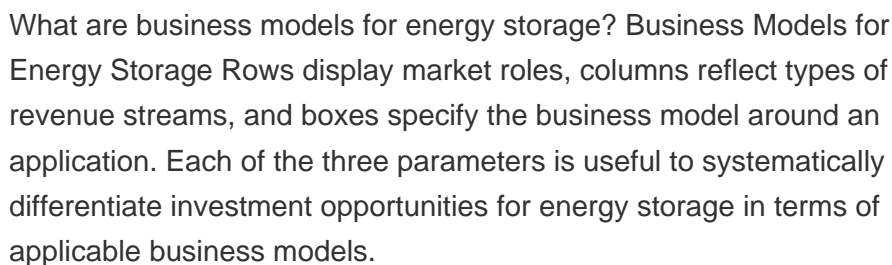 What are business models for energy storage? Business Models for
Energy Storage Rows display market roles, columns reflect types of
revenue streams, and boxes specify the business model around an
application. Each of the three parameters is useful to systematically
differentiate investment opportunities for energy storage in terms of
applicable business models.